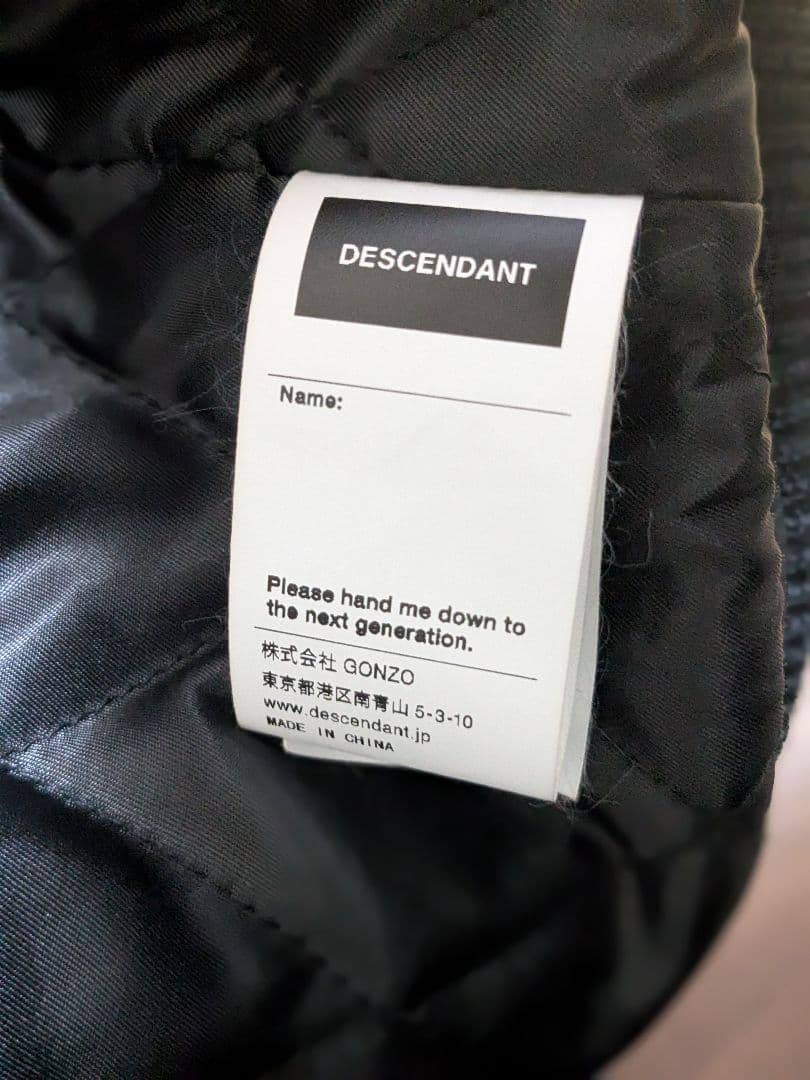 DESCENDANT
Name:
Please hand me down to
the next generation.
株式会社 GONZO
東京都港区南青山 5-3-10
www.descendant.jp
MADE IN CHINA